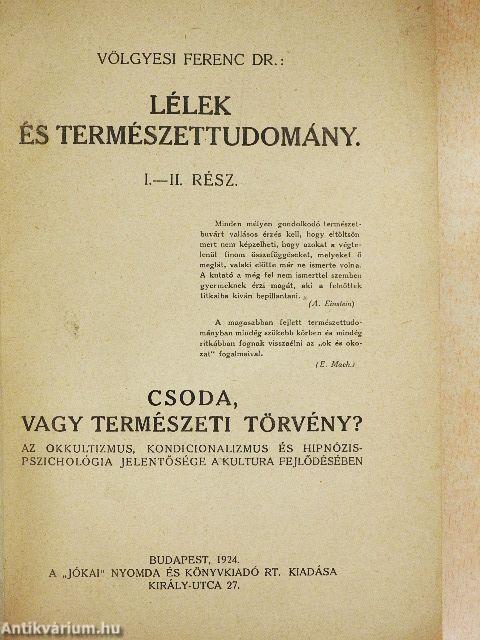 VÖLGYESI FERENC DR.:
LÉLEK
ÉS TERMÉSZETTUDOMÁNY.
I.—II. RÉSZ.
Minden mélyen gondolkodó természet-
buvárt vallásos érzés kell, hogy eltöltsön
mert nem képzelheti, hogy azokat a végte-
lenül finom összefüggéseket, melyeket ő
meglát, valaki előtte már ne ismerte volna.
A kutató a még fel nem ismerttel szemben
gyermeknek érzi magát, aki a felnőttek
titkaiba kiván bepillantani.
(A. Einstein)
A magasabban fejlett természettudo-
mányban mindég szükebb körben és mindég
ritkábban fognak visszaélni az „ok és oko-
zat" fogalmaival.
(E. Mach.)
CSODA,
VAGY TERMÉSZETI TÖRVÉNY?
AZ OKKULTIZMUS, KONDICIONALIZMUS ÉS HIPNÓZIS-
PSZICHOLÓGIA JELENTŐSÉGE A KULTURA FEJLŐDÉSÉBEN
BUDAPEST, 1924.
A „JÓKAI" NYOMDA ÉS KÖNYVKIADÓ RT. KIADÁSA
KIRÁLY-UTCA 27.
Antikvárium.hu